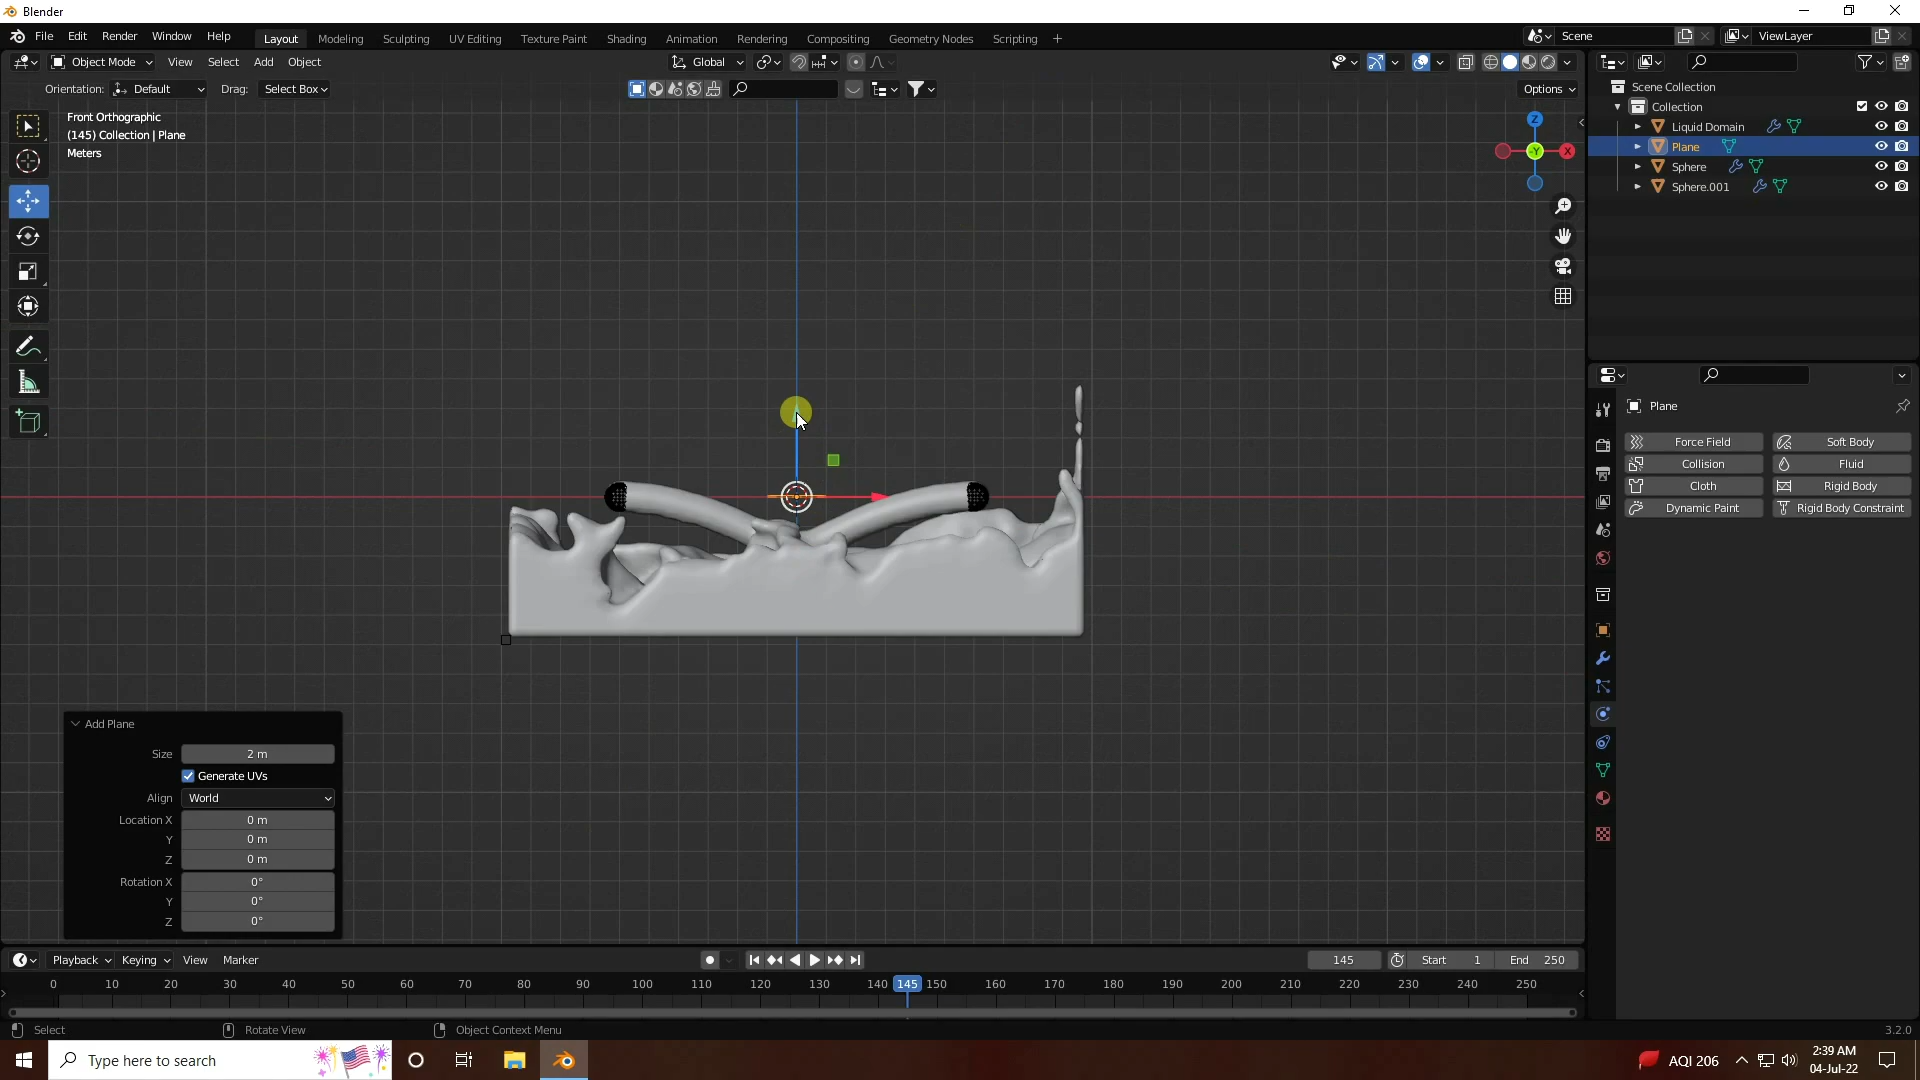 Blender
File Edit Render Window Help Layout Modeling Sculpting UV Editing Texture Paint Shading Animation Rendering Compositing Geometry Nodes Scripting + Scene ViewLayer
Object Mode View Select Add Object Global
Orientation: Default Drag: Select Box Options
Front Orthographic
(145) Collection | Plane
Meters
Z
-Y
X
Scene Collection
Collection
Liquid Domain
Plane
Sphere
Sphere.001
Plane
Force Field Soft Body
Collision Fluid
Cloth Rigid Body
Dynamic Paint Rigid Body Constraint
Add Plane
Size 2 m
Generate UVs
Align World
Location X 0 m
Y 0 m
Z 0 m
Rotation X 0°
Y 0°
Z 0°
Playback Keying View Marker 145 Start 1 End 250
0 10 20 30 40 50 60 70 80 90 100 110 120 130 140 145 150 160 170 180 190 200 210 220 230 240 250
Select Rotate View Object Context Menu 3.2.0
Type here to search AQI 206 2:39 AM
04-Jul-22